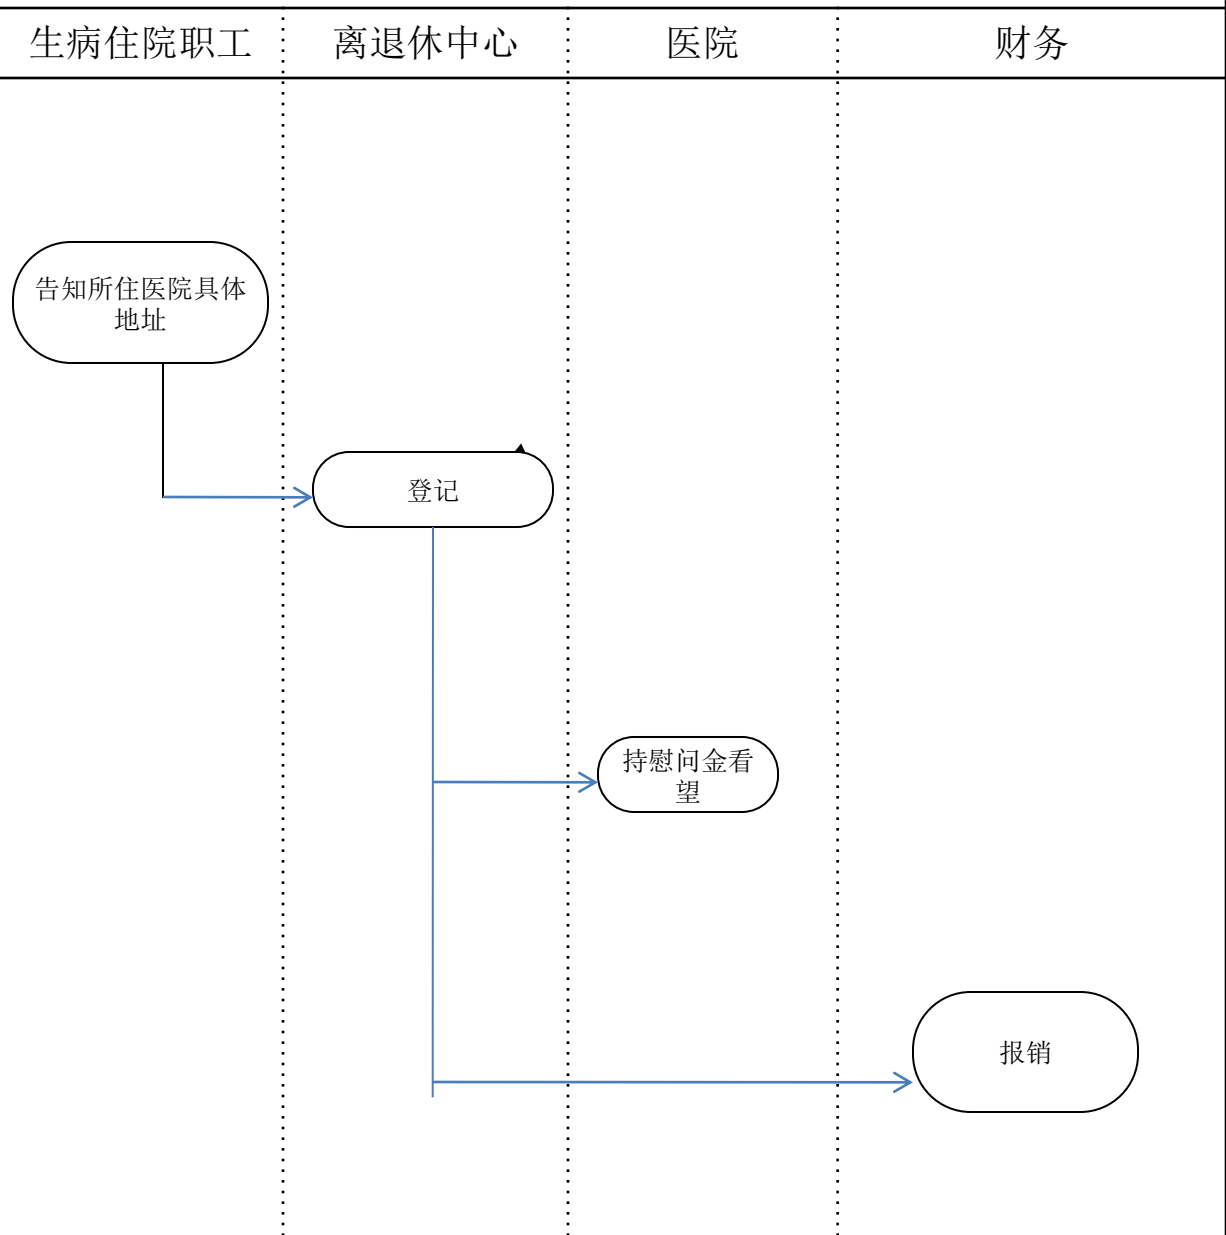 生病住院职工
离退休中心
医院
财务
告知所住医院具体
地址
登记
持慰问金看
望
报销